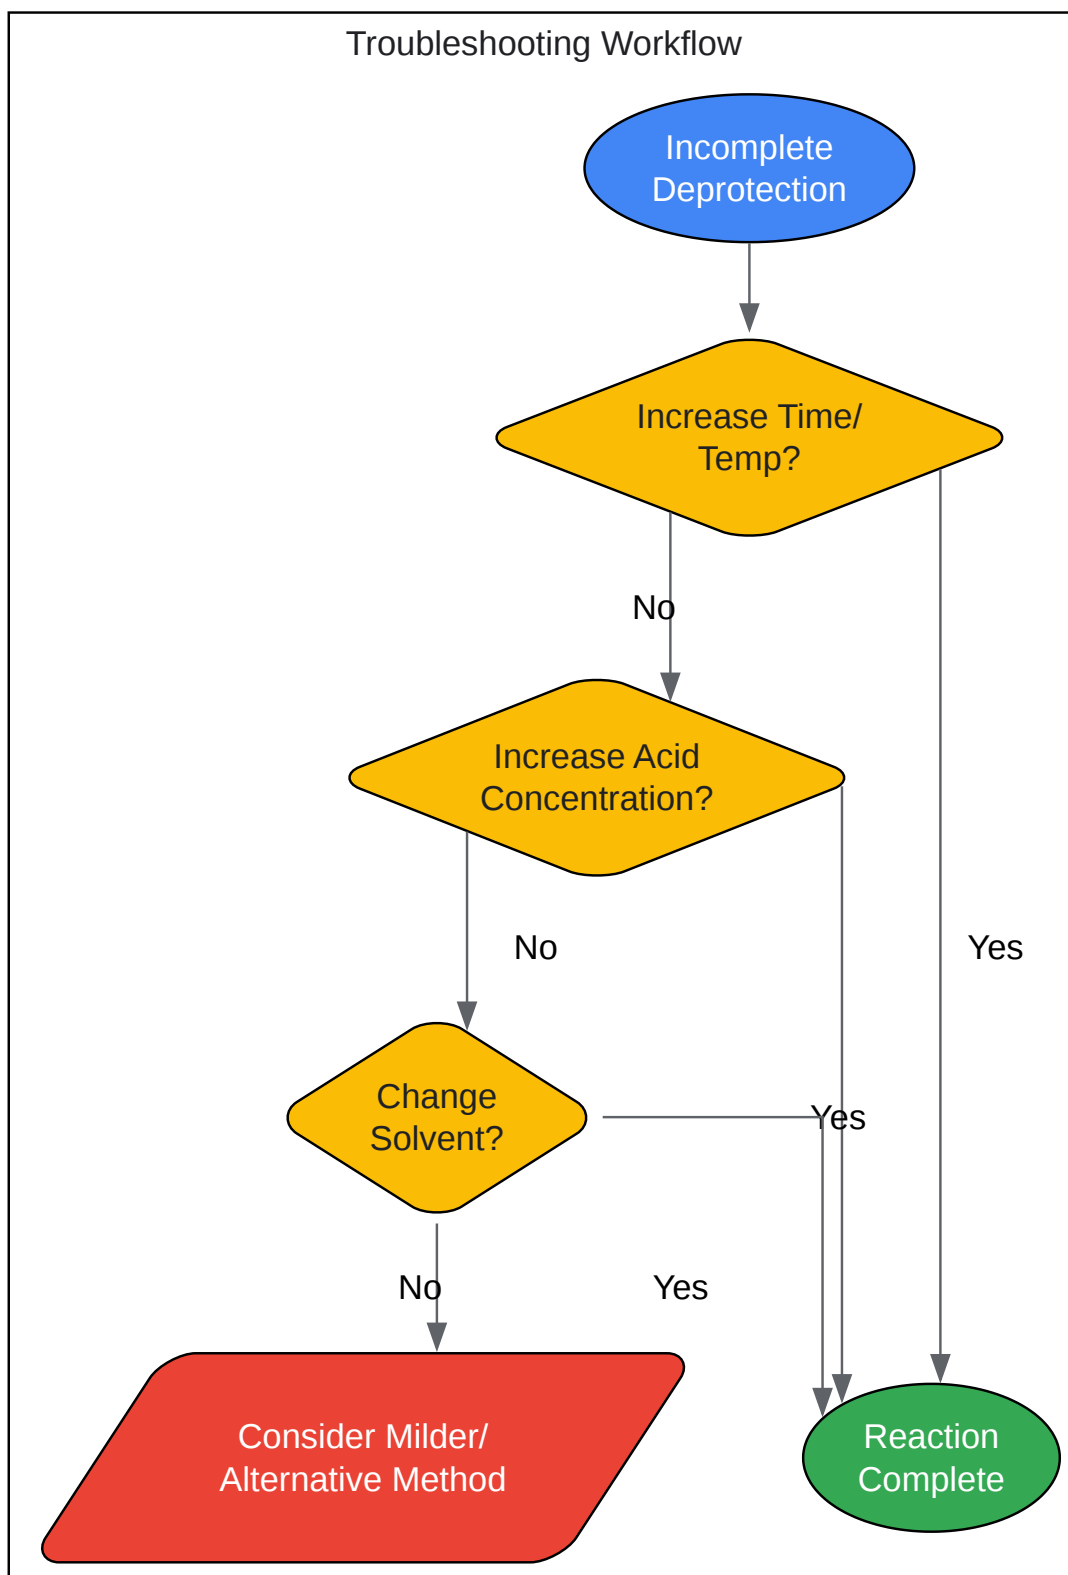 Troubleshooting Workflow
Incomplete
Deprotection
Increase Time/
Temp?
No
Increase Acid
Concentration?
No
Yes
Change
Solvent?
Yes
No
Yes
Consider Milder/
Alternative Method
Reaction
Complete